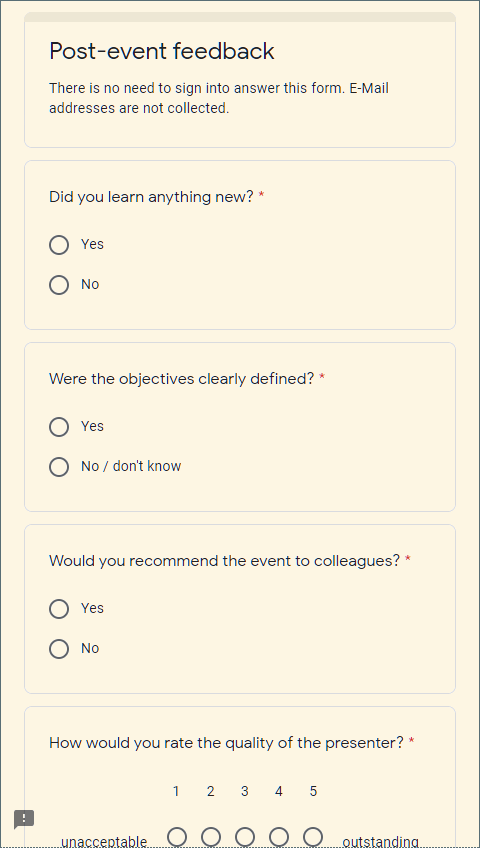 Post-event feedback
There is no need to sign into answer this form. E-Mail
addresses are not collected.
Did you learn anything new? *
Yes
No
Were the objectives clearly defined? *
Yes
No / don't know
Would you recommend the event to colleagues? *
Yes
No
How would you rate the quality of the presenter? *
1 2 3 4 5
unacceptable outstanding